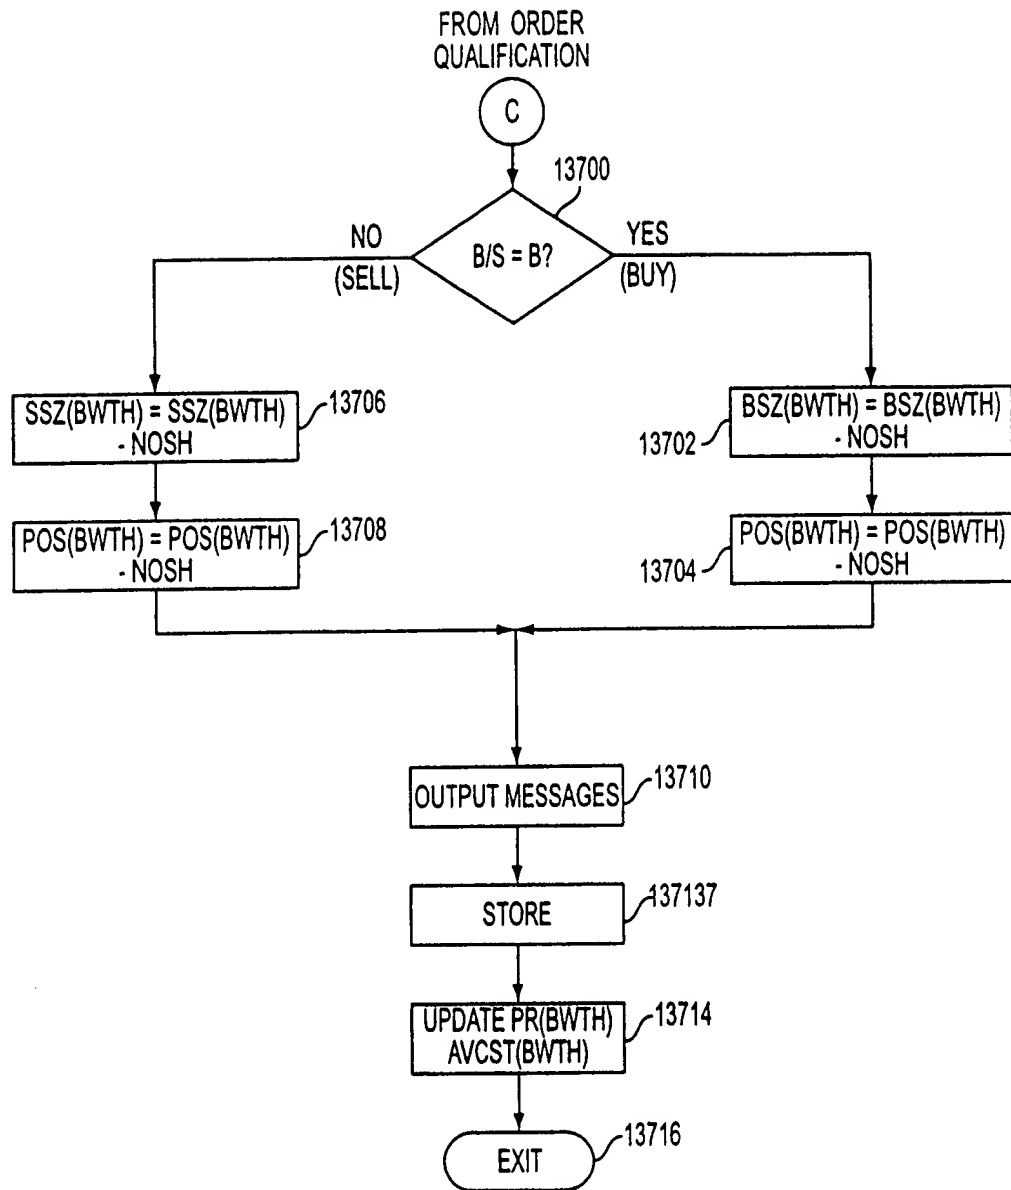 FROM ORDER
QUALIFICATION
C
13700
B/S = B?
NO
(SELL)
YES
(BUY)
SSZ(BWTH) = SSZ(BWTH)
- NOSH
13706
BSZ(BWTH) = BSZ(BWTH)
- NOSH
13702
POS(BWTH) = POS(BWTH)
- NOSH
13708
POS(BWTH) = POS(BWTH)
- NOSH
13704
OUTPUT MESSAGES
13710
STORE
137137
UPDATE PR(BWTH)
AVCST(BWTH)
13714
EXIT
13716